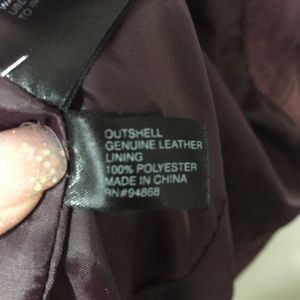 OUTSHELL
GENUINE LEATHER
LINING
100% POLYESTER
MADE IN CHINA
RN#94868